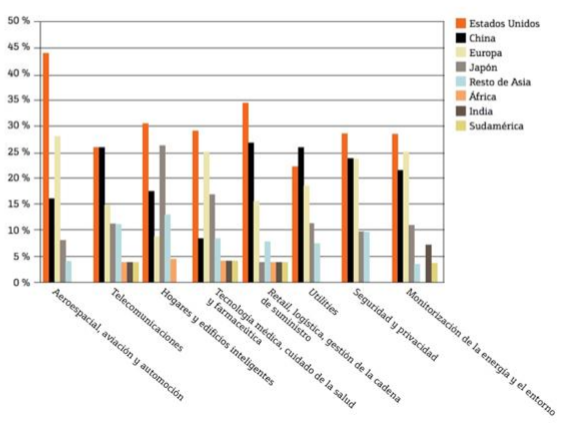 50 %
45 %
40 %
35 %
30 %
25 %
20 %
15 %
10 %
5 %
0 %
Estados Unidos
China
Europa
Japón
Resto de Asia
África
India
Sudamérica
Aeroespacial, aviación y automoción
Telecomunicaciones
Hogares y edificios inteligentes
Tecnología médica, cuidado de la salud
y farmaceútica
Retail, logística, gestión de la cadena
de suministro
Utilities
Seguridad y privacidad
Monitorización de la energía y el entorno